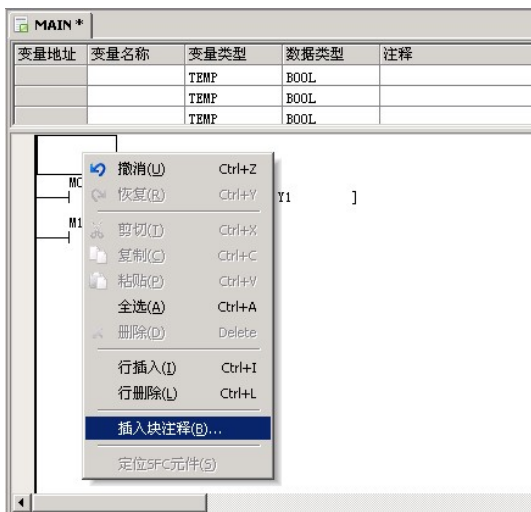 MAIN *
变量地址 变量名称 变量类型 数据类型 注释
TEMP BOOL
TEMP BOOL
TEMP BOOL
撤消(U) Ctrl+Z
恢复(R) Ctrl+Y
Y1 ]
剪切(T) Ctrl+X
M1
复制(C) Ctrl+C
粘贴(P) Ctrl+V
全选(A) Ctrl+A
删除(D) Delete
行插入(I) Ctrl+I
行删除(L) Ctrl+L
插入块注释(B)...
定位SFC元件(S)